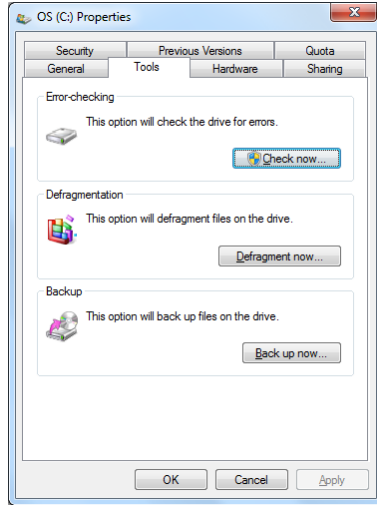 OS (C:) Properties
Security Previous Versions Quota
General Tools Hardware Sharing
Error-checking
This option will check the drive for errors.
Check now...
Defragmentation
This option will defragment files on the drive.
Defragment now...
Backup
This option will back up files on the drive.
Back up now...
OK Cancel Apply